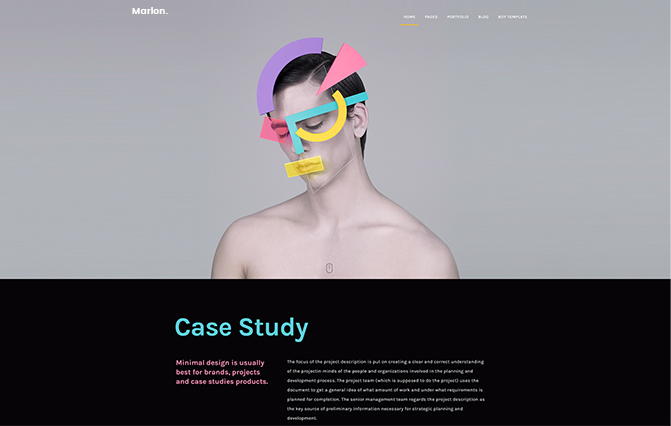 Marlon.
HOME PAGES PORTFOLIO BLOG BUY TEMPLATE
Case Study
Minimal design is usually
best for brands, projects
and case studies products.
The focus of the project description is put on creating a clear and correct understanding
of the projectin minds of the people and organizations involved in the planning and
development process. The project team (which is supposed to do the project) uses the
document to get a general idea of what amount of work and under what requirements is
planned for completion. The senior management team regards the project description as
the key source of preliminary information necessary for strategic planning and
development.